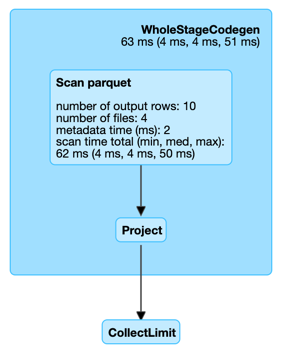 WholeStageCodegen
63 ms (4 ms, 4 ms, 51 ms)
Scan parquet
number of output rows: 10
number of files: 4
metadata time (ms): 2
scan time total (min, med, max):
62 ms (4 ms, 4 ms, 50 ms)
Project
CollectLimit